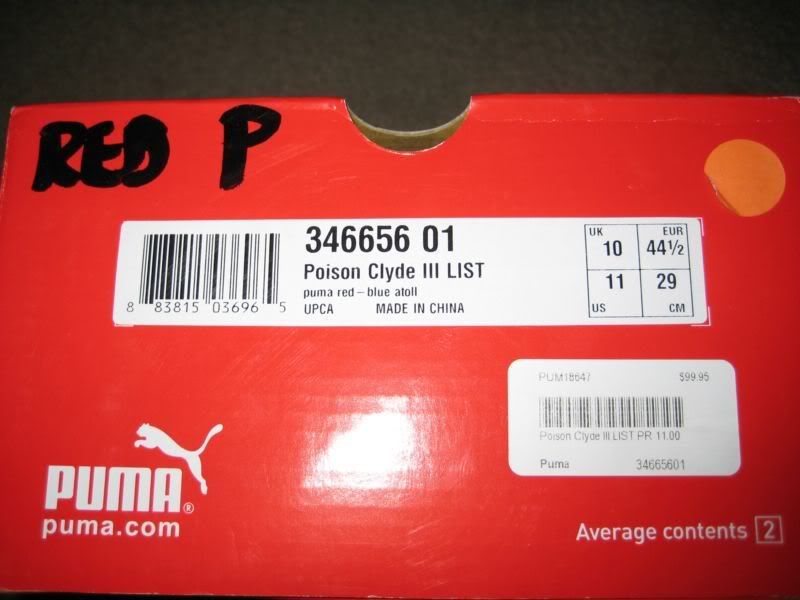 RED P
346656 01
Poison Clyde III LIST
puma red – blue atoll
UPCA MADE IN CHINA
8 83815 03696 5
UK 10 EUR 44½
11 US 29 CM
PUM18647 $99.95
Poison Clyde III LIST PR 11.00
Puma 34665601
PUMA®
puma.com
Average contents 2